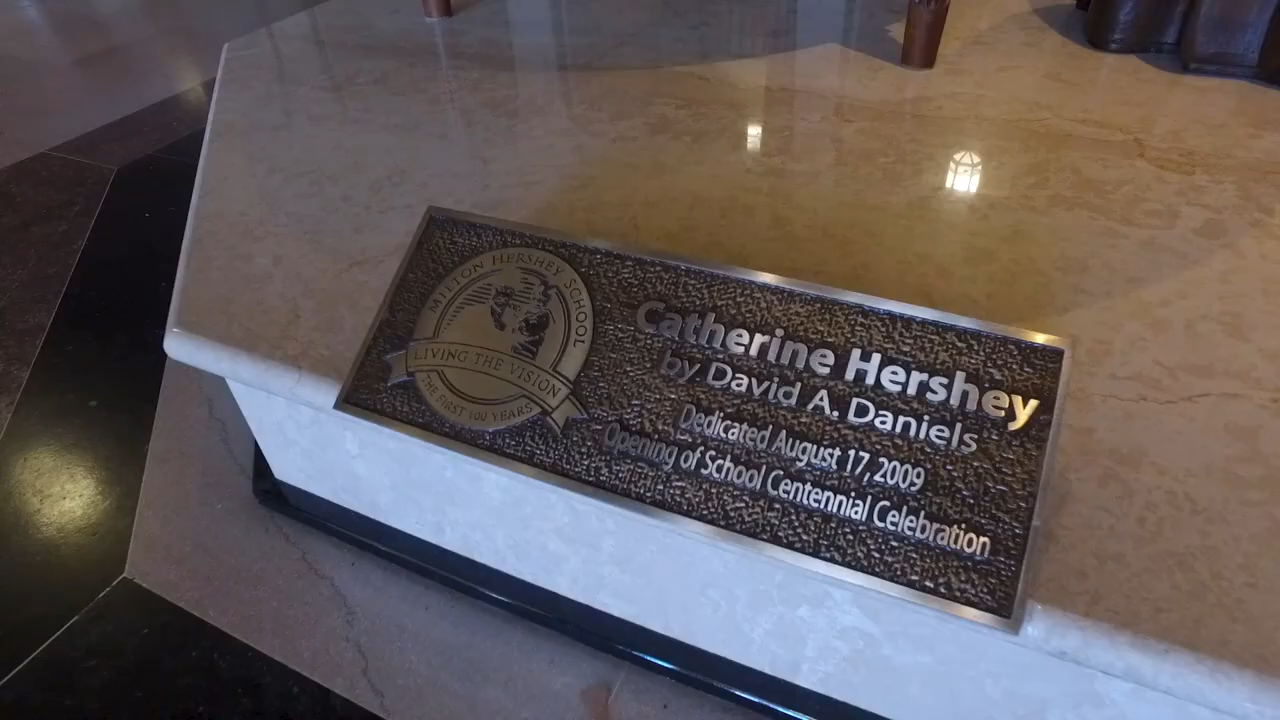 MILTON HERSHEY SCHOOL
LIVING THE VISION
THE FIRST 100 YEARS
Catherine Hershey
by David A. Daniels
Dedicated August 17, 2009
Opening of School Centennial Celebration